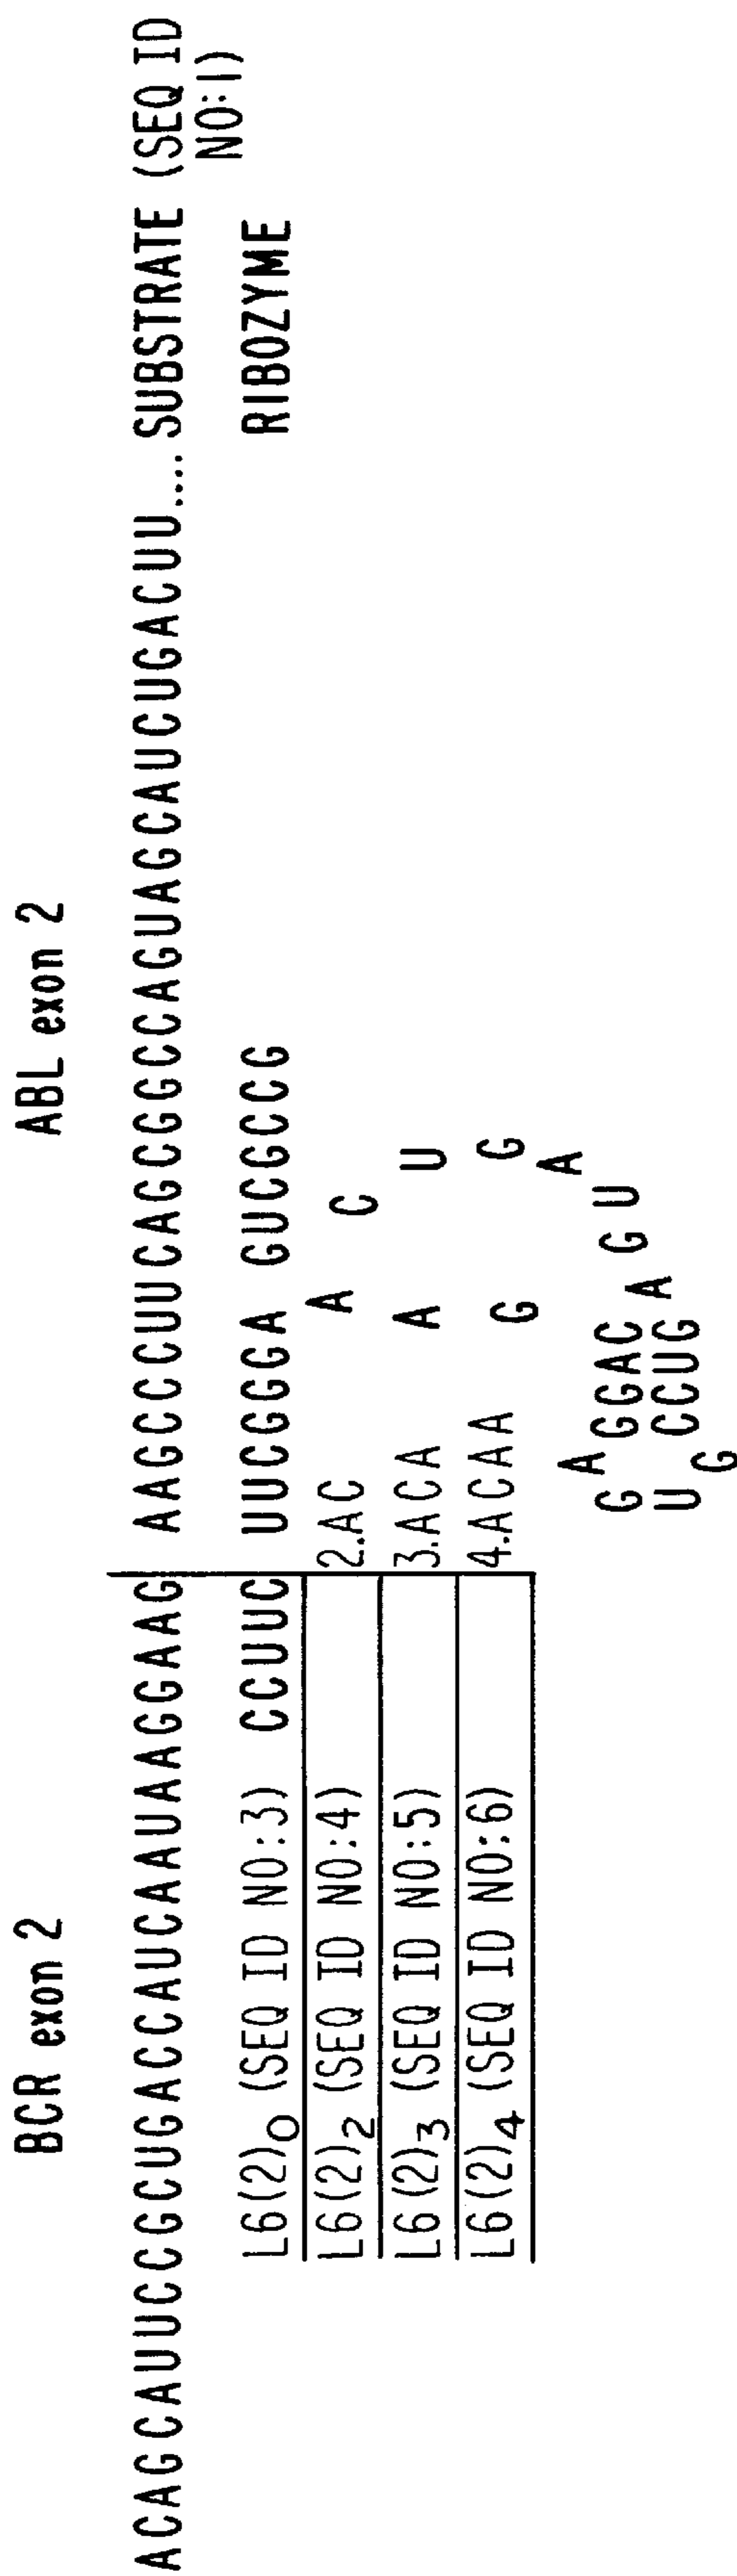 BCR exon 2 ABL exon 2
ACAGCAUUCCGCUGACCAUCAAUAAGGAAG AAGCCCUUCAGCGGCCAGUAGCAUCUGACUU.... SUBSTRATE (SEQ ID
NO:1)
L6(2)0 (SEQ ID NO:3) CCUUC UUCGGGA GUCGCCG RIBOZYME
L6(2)2 (SEQ ID NO:4) 2.AC A C
L6(2)3 (SEQ ID NO:5) 3.ACA A U
L6(2)4 (SEQ ID NO:6) 4.ACAA G G
A A
G GGAC G U
U CCUG A
G